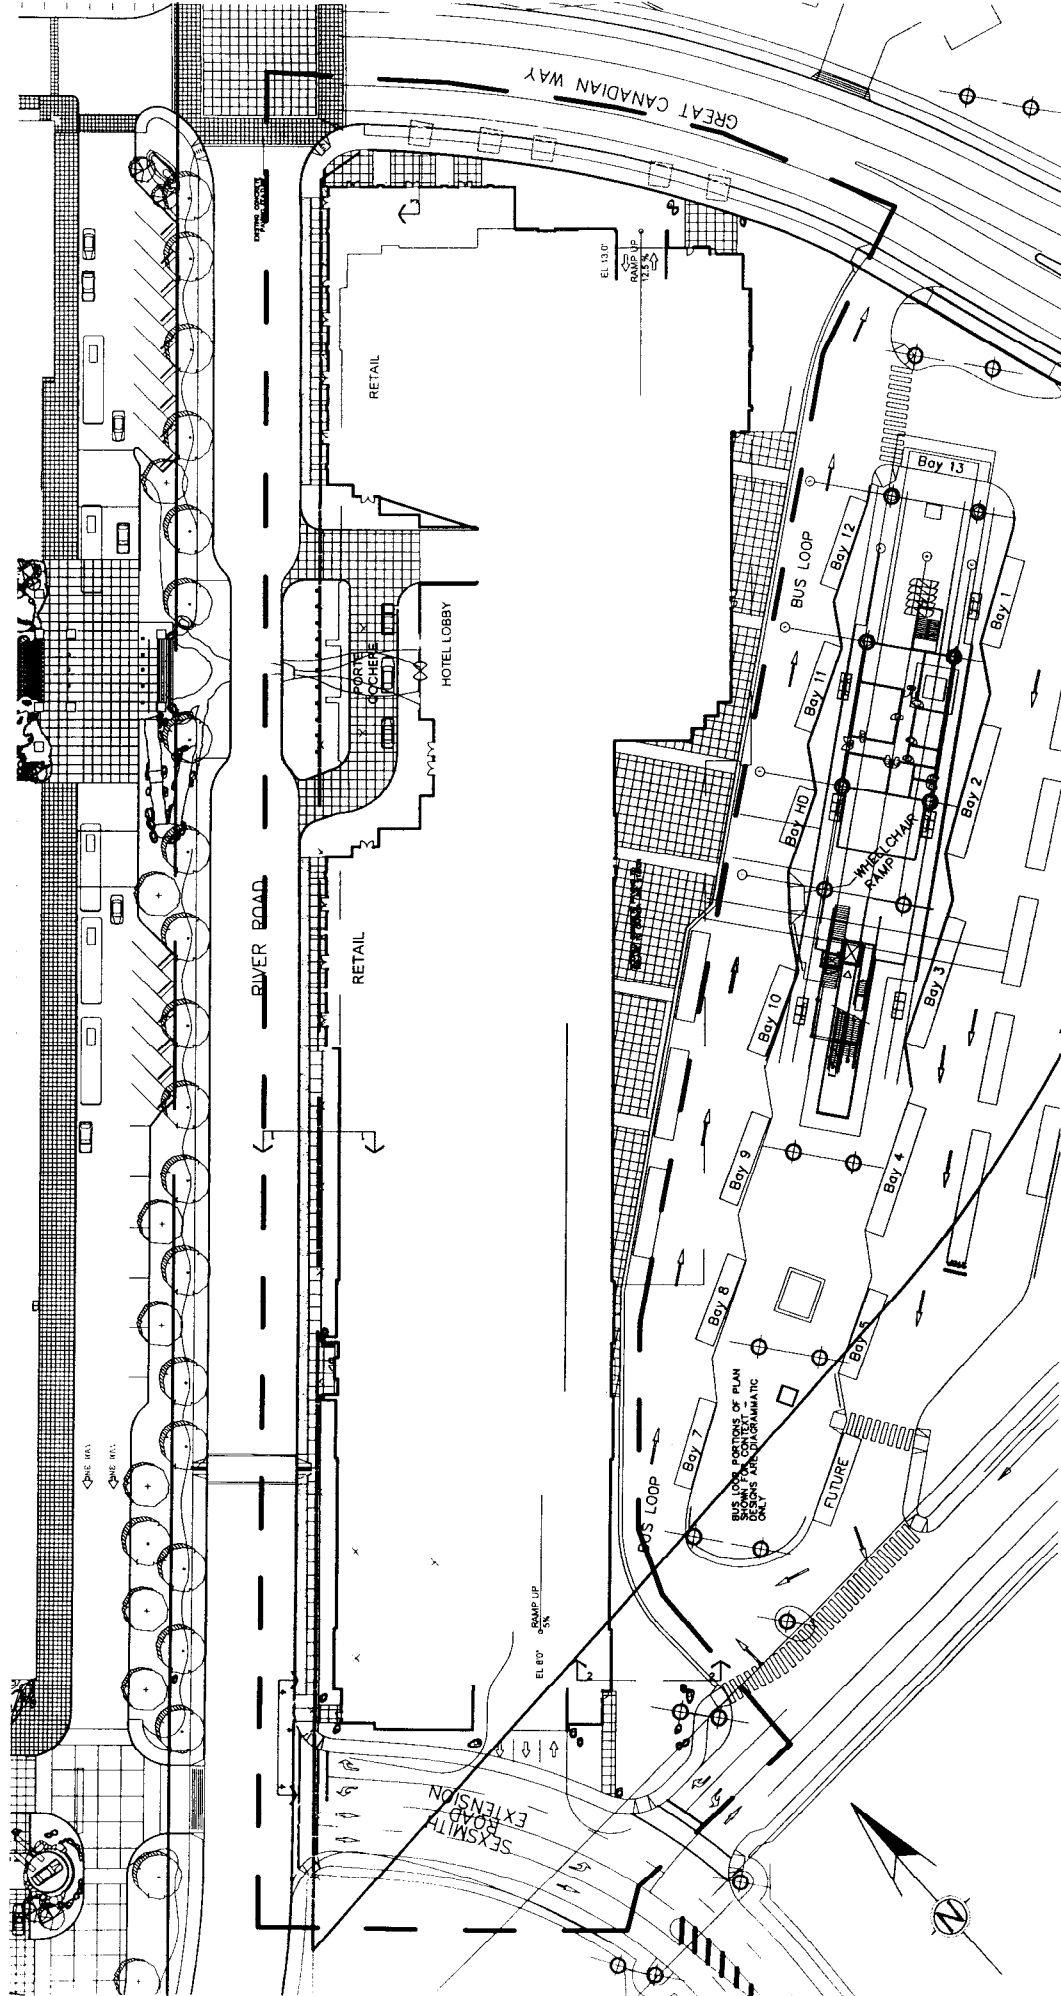 GREAT CANADIAN WAY
EL 13.0'
RAMP UP
12.5 %
RETAIL
Bay 13
Bay 12
BUS LOOP
Bay 1
PORTE
COCHERE
HOTEL LOBBY
Bay 11
Bay 2
Bay HD
WHEELCHAIR
RAMP
RIVER ROAD
RETAIL
Bay 10
Bay 3
Bay 9
Bay 4
Bay 8
Bay 5
BUS LOOP PORTIONS OF PLAN
SHOWN FOR CONTEXT -
DESIGNS ARE DIAGRAMMATIC
ONLY
Bay 7
FUTURE
BUS LOOP
RAMP UP
5%
EL 8'0"
2
2
SEXSMITH
ROAD
EXTENSION
N